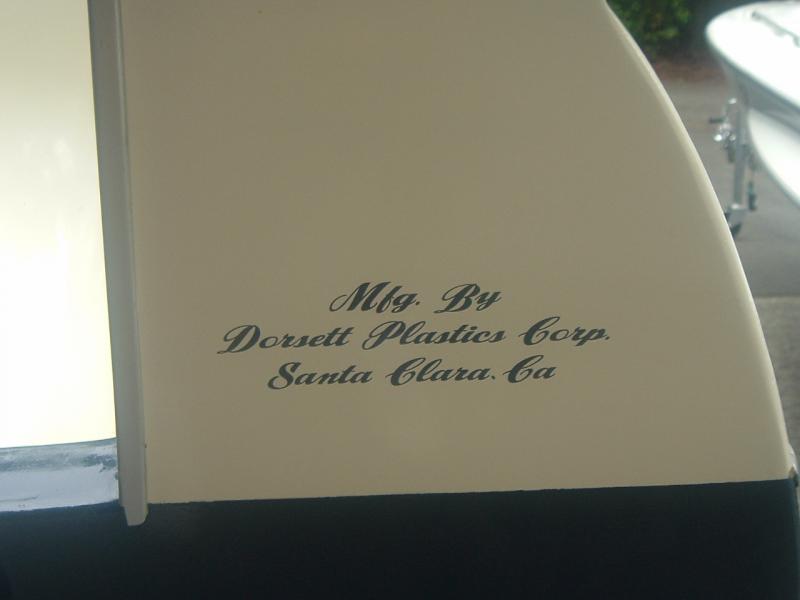 Mfg. By
Dorsett Plastics Corp.
Santa Clara. Ca